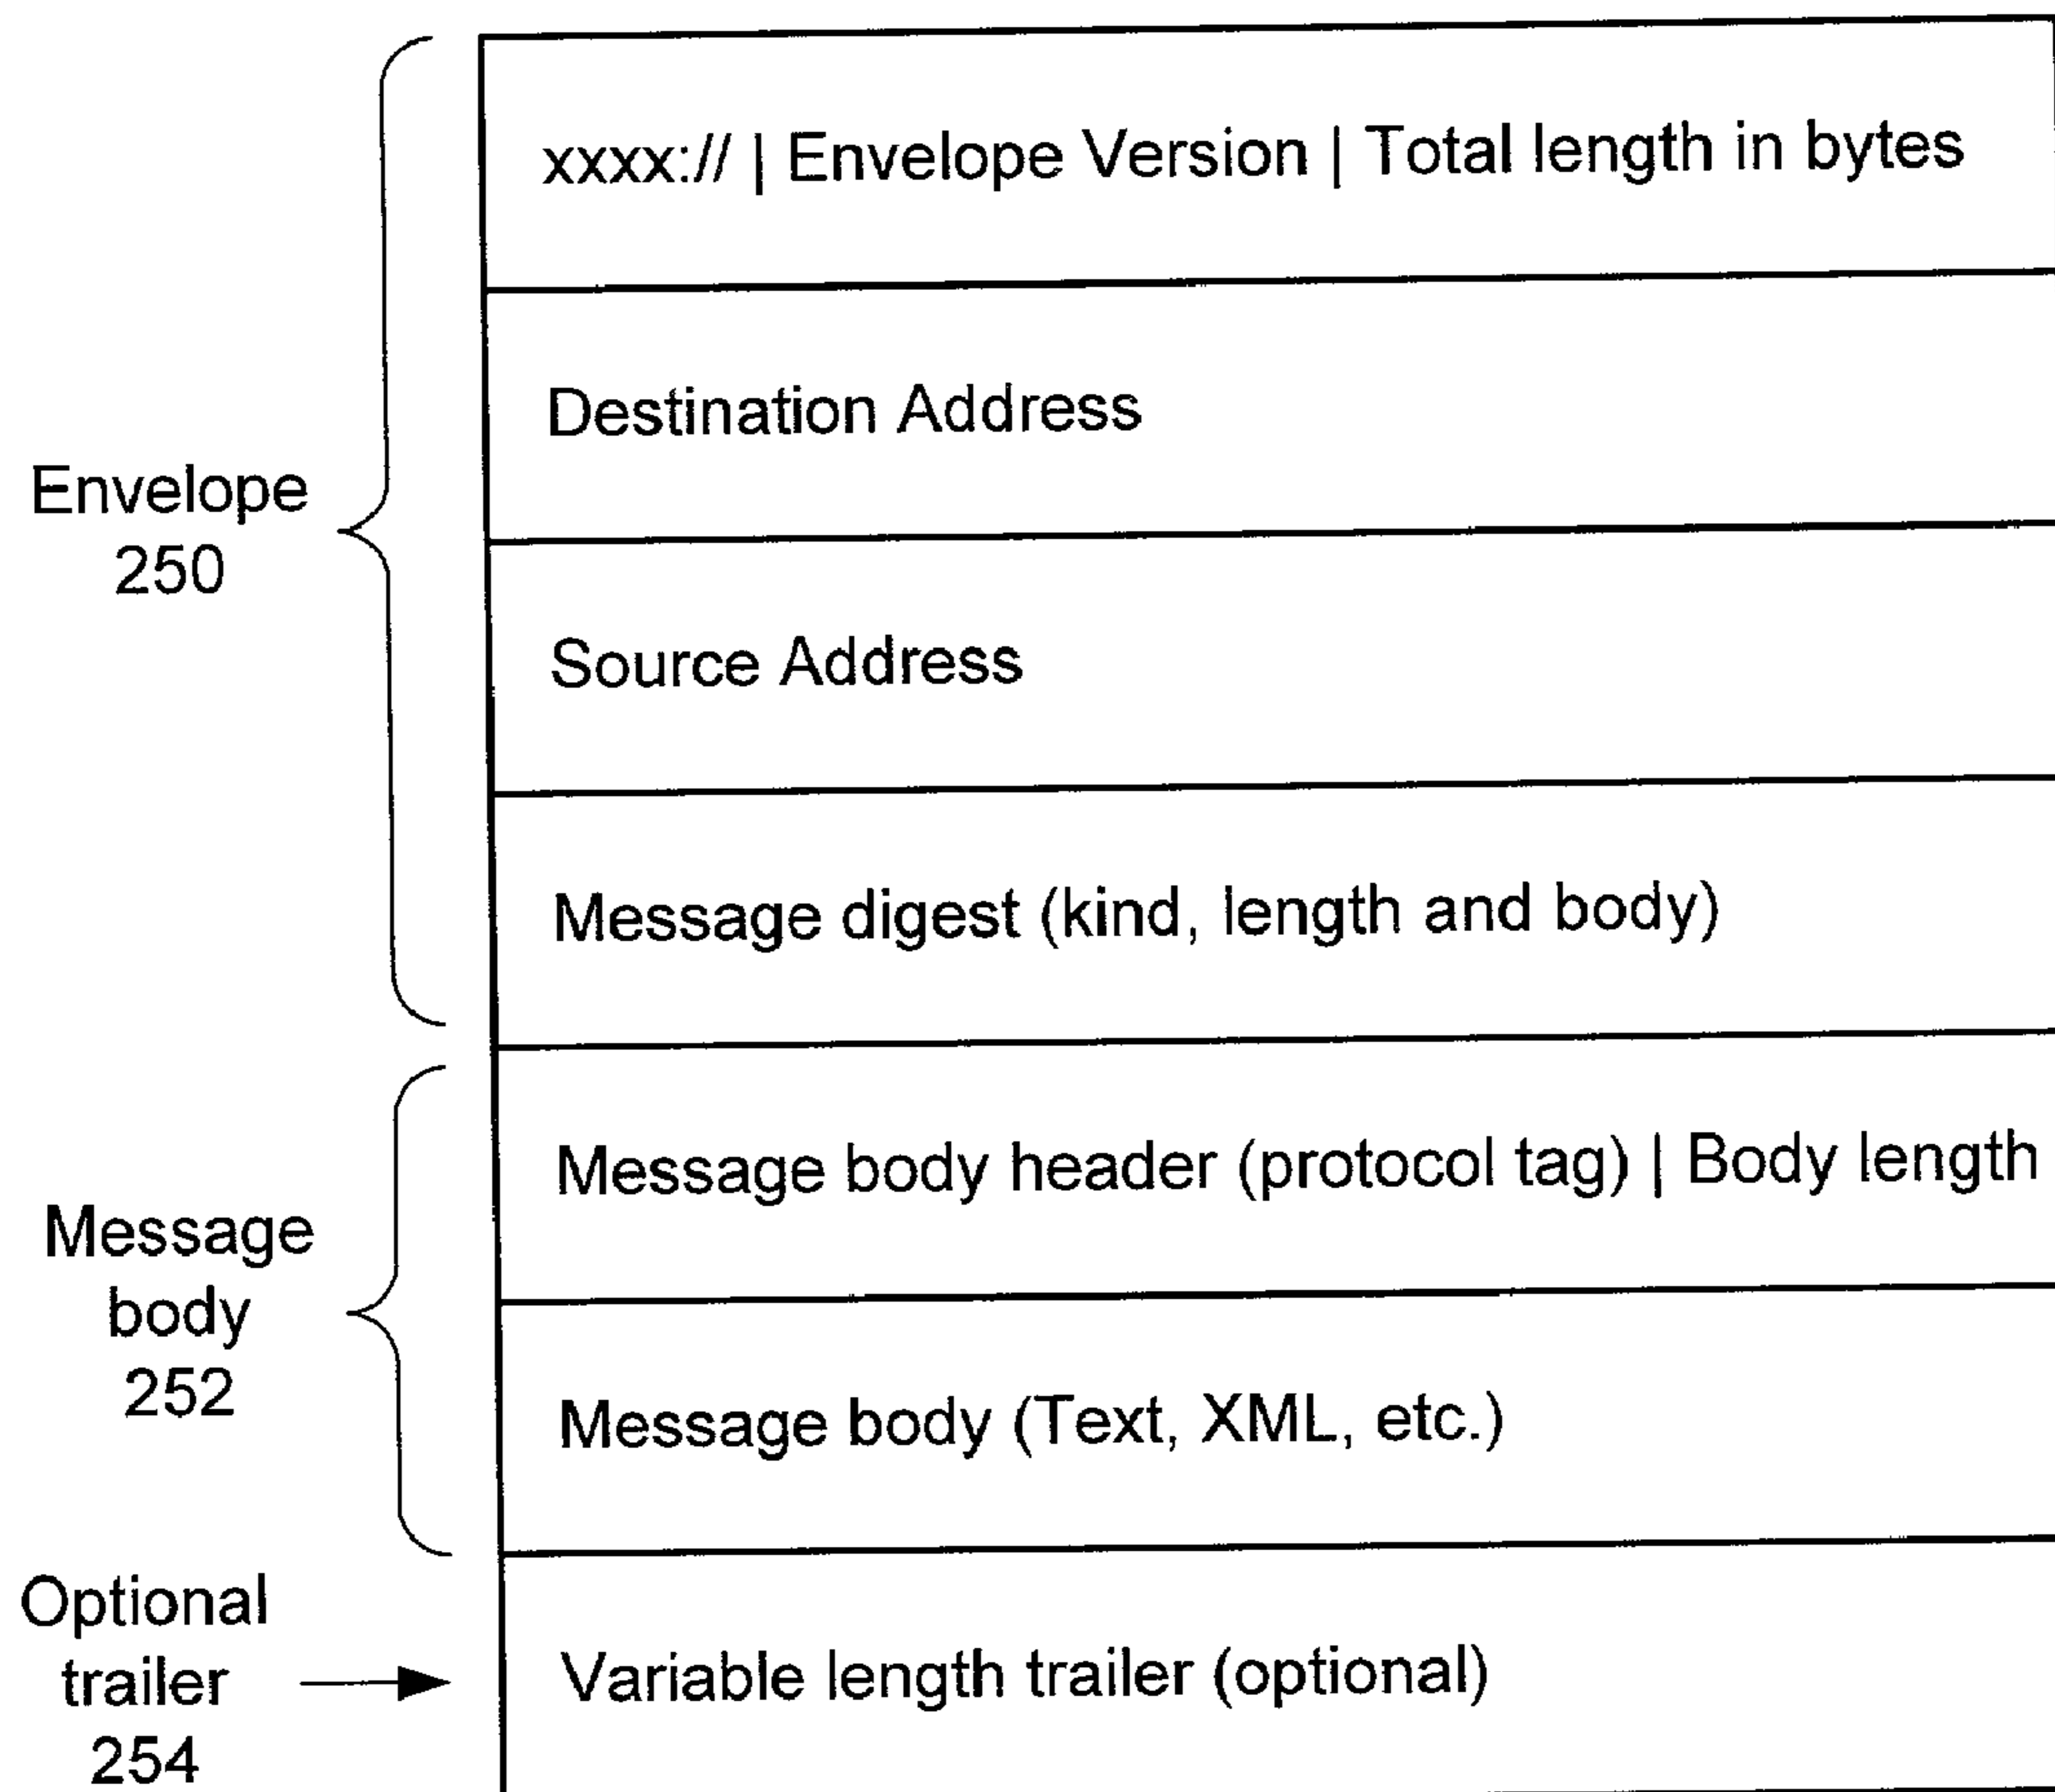 xxxx:// | Envelope Version | Total length in bytes
Destination Address
Envelope
250
Source Address
Message digest (kind, length and body)
Message body header (protocol tag) | Body length
Message
body
252
Message body (Text, XML, etc.)
Optional
trailer
254
Variable length trailer (optional)